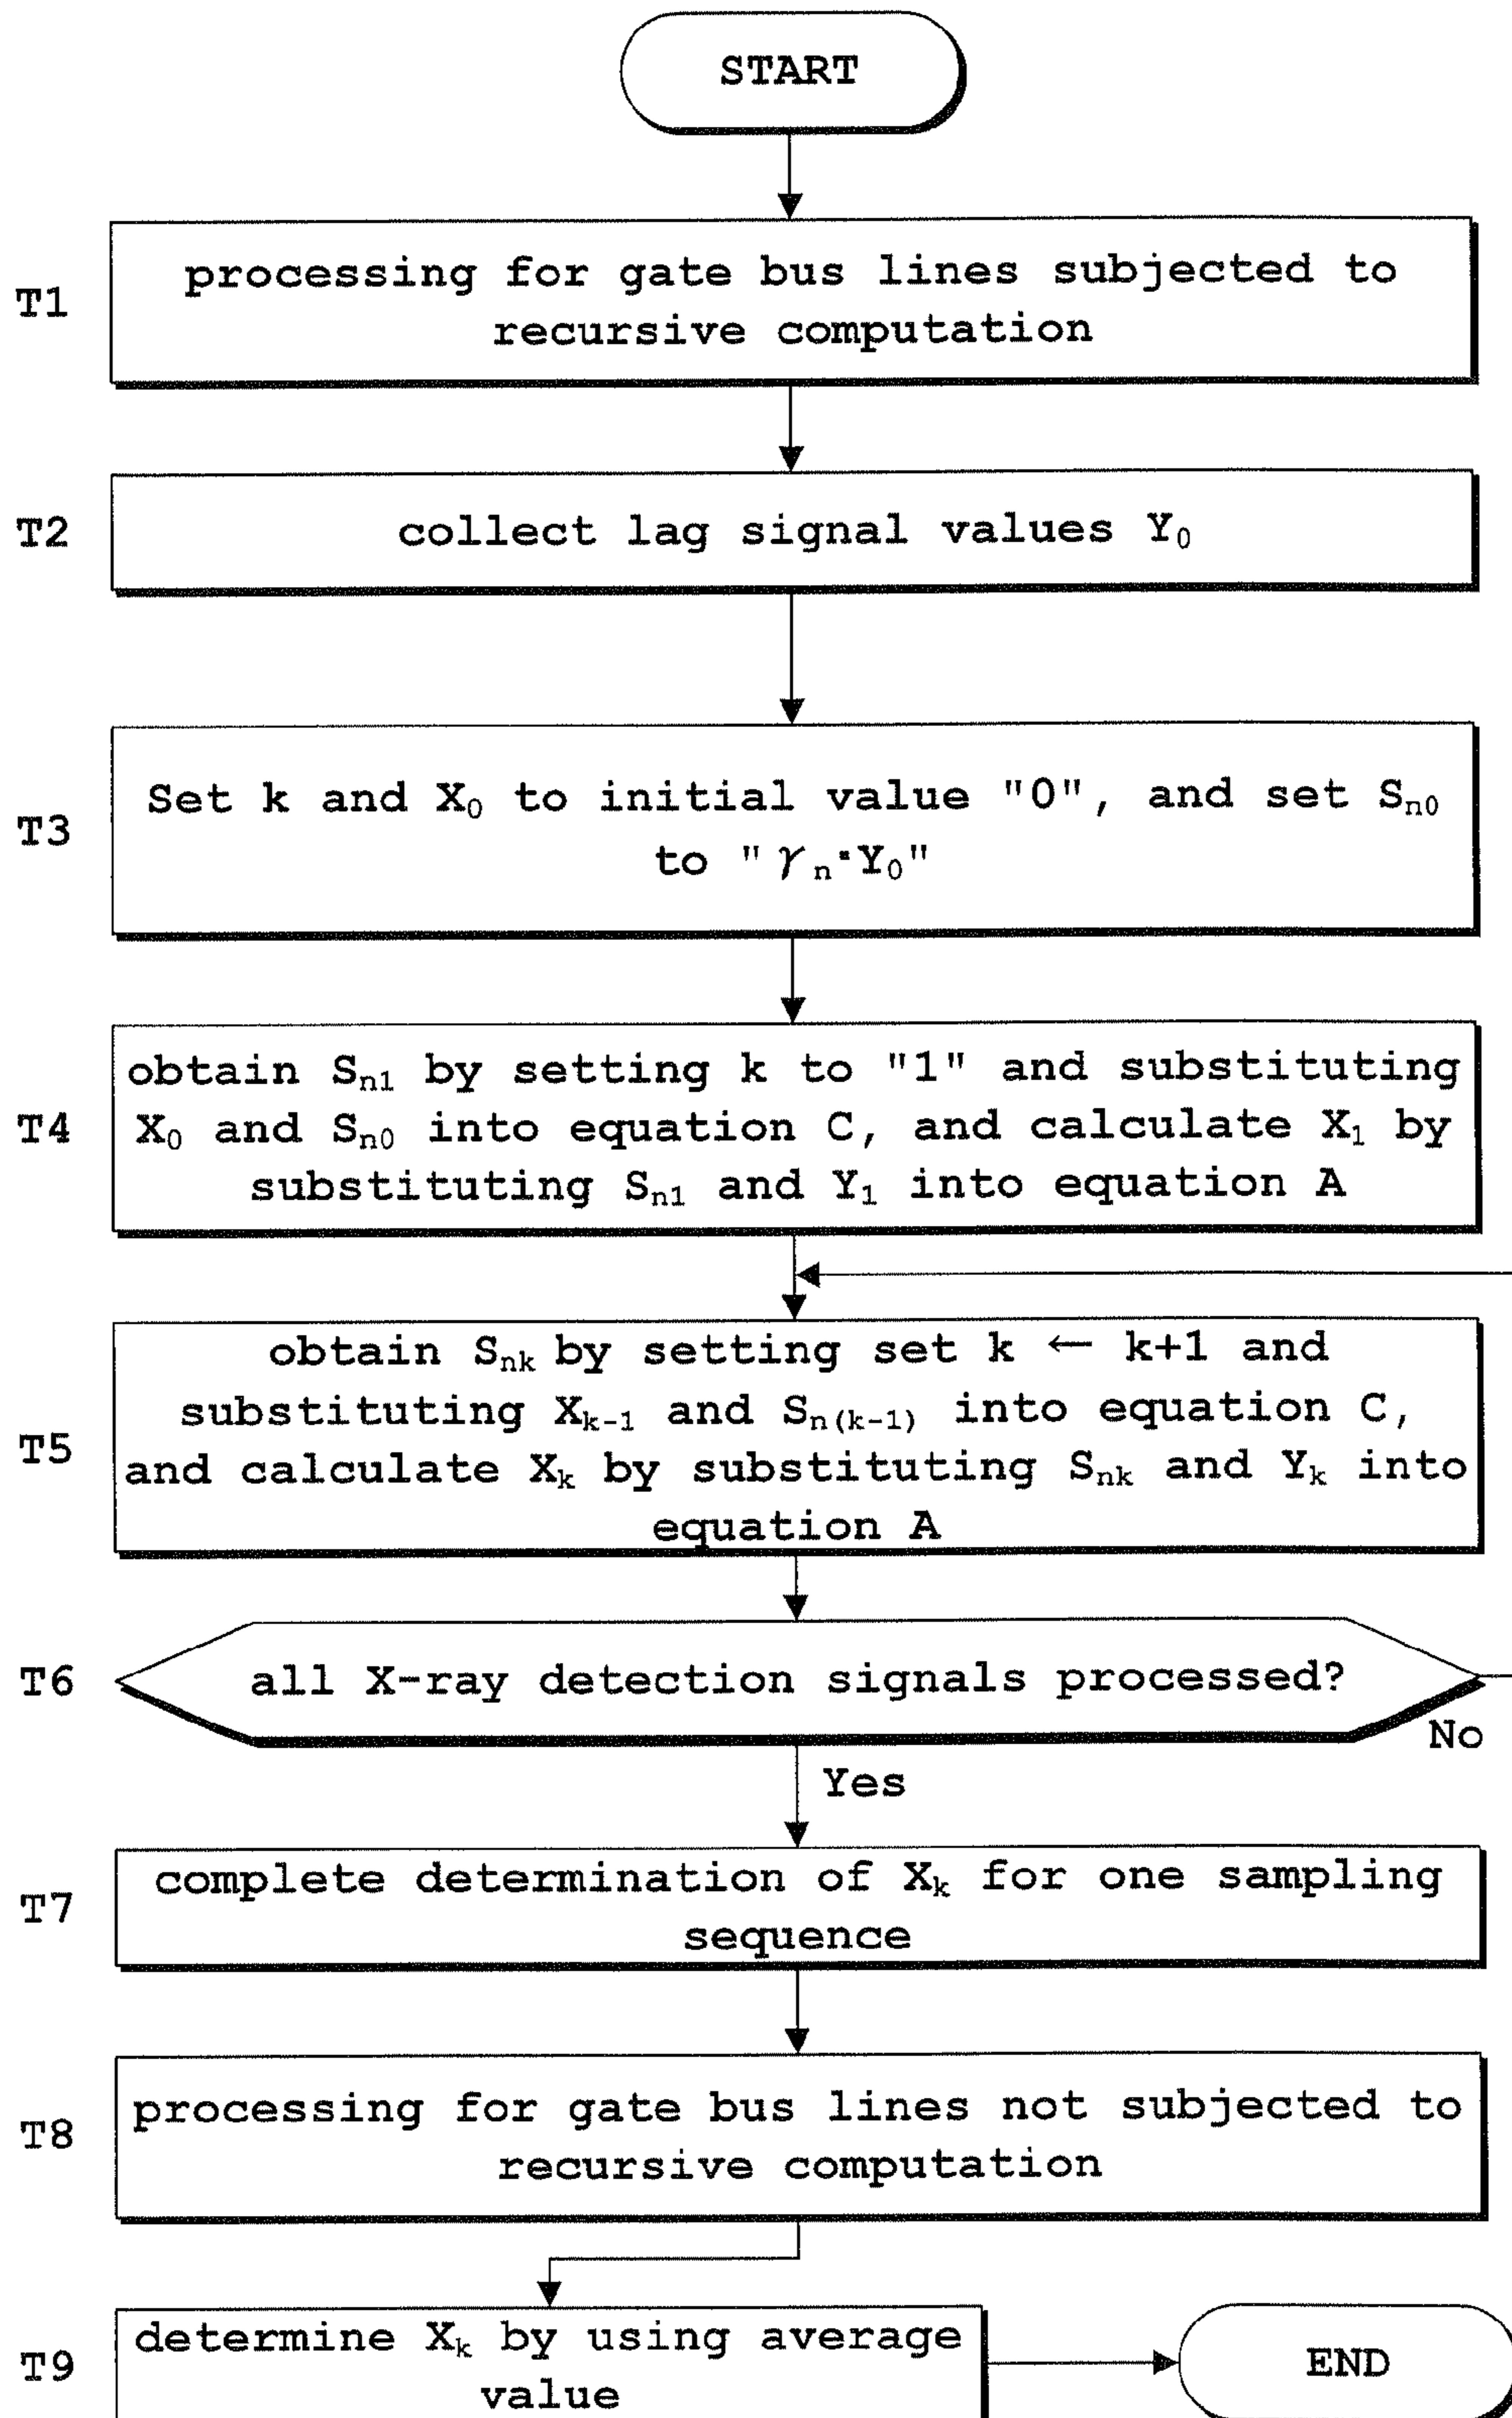 START
T1
processing for gate bus lines subjected to
recursive computation
T2
collect lag signal values Y₀
T3
Set k and X₀ to initial value "0", and set Sₙ₀
to "γₙ·Y₀"
T4
obtain Sₙ₁ by setting k to "1" and substituting
X₀ and Sₙ₀ into equation C, and calculate X₁ by
substituting Sₙ₁ and Y₁ into equation A
T5
obtain Sₙₖ by setting set k ← k+1 and
substituting Xₖ₋₁ and Sₙ₍ₖ₋₁₎ into equation C,
and calculate Xₖ by substituting Sₙₖ and Yₖ into
equation A
T6
all X-ray detection signals processed?
No
Yes
T7
complete determination of Xₖ for one sampling
sequence
T8
processing for gate bus lines not subjected to
recursive computation
T9
determine Xₖ by using average
value
END